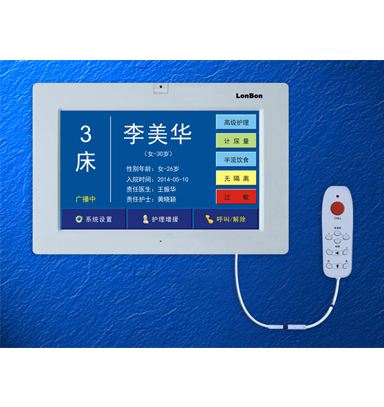 LonBon
3
床
广播中
李美华
(女-30岁)
性别年龄:女-26岁
入院时间:2014-05-10
责任医生:王振华
责任护士:黄晓颖
高级护理
计尿量
半流饮食
无隔离
过敏
系统设置
护理增援
呼叫/解除